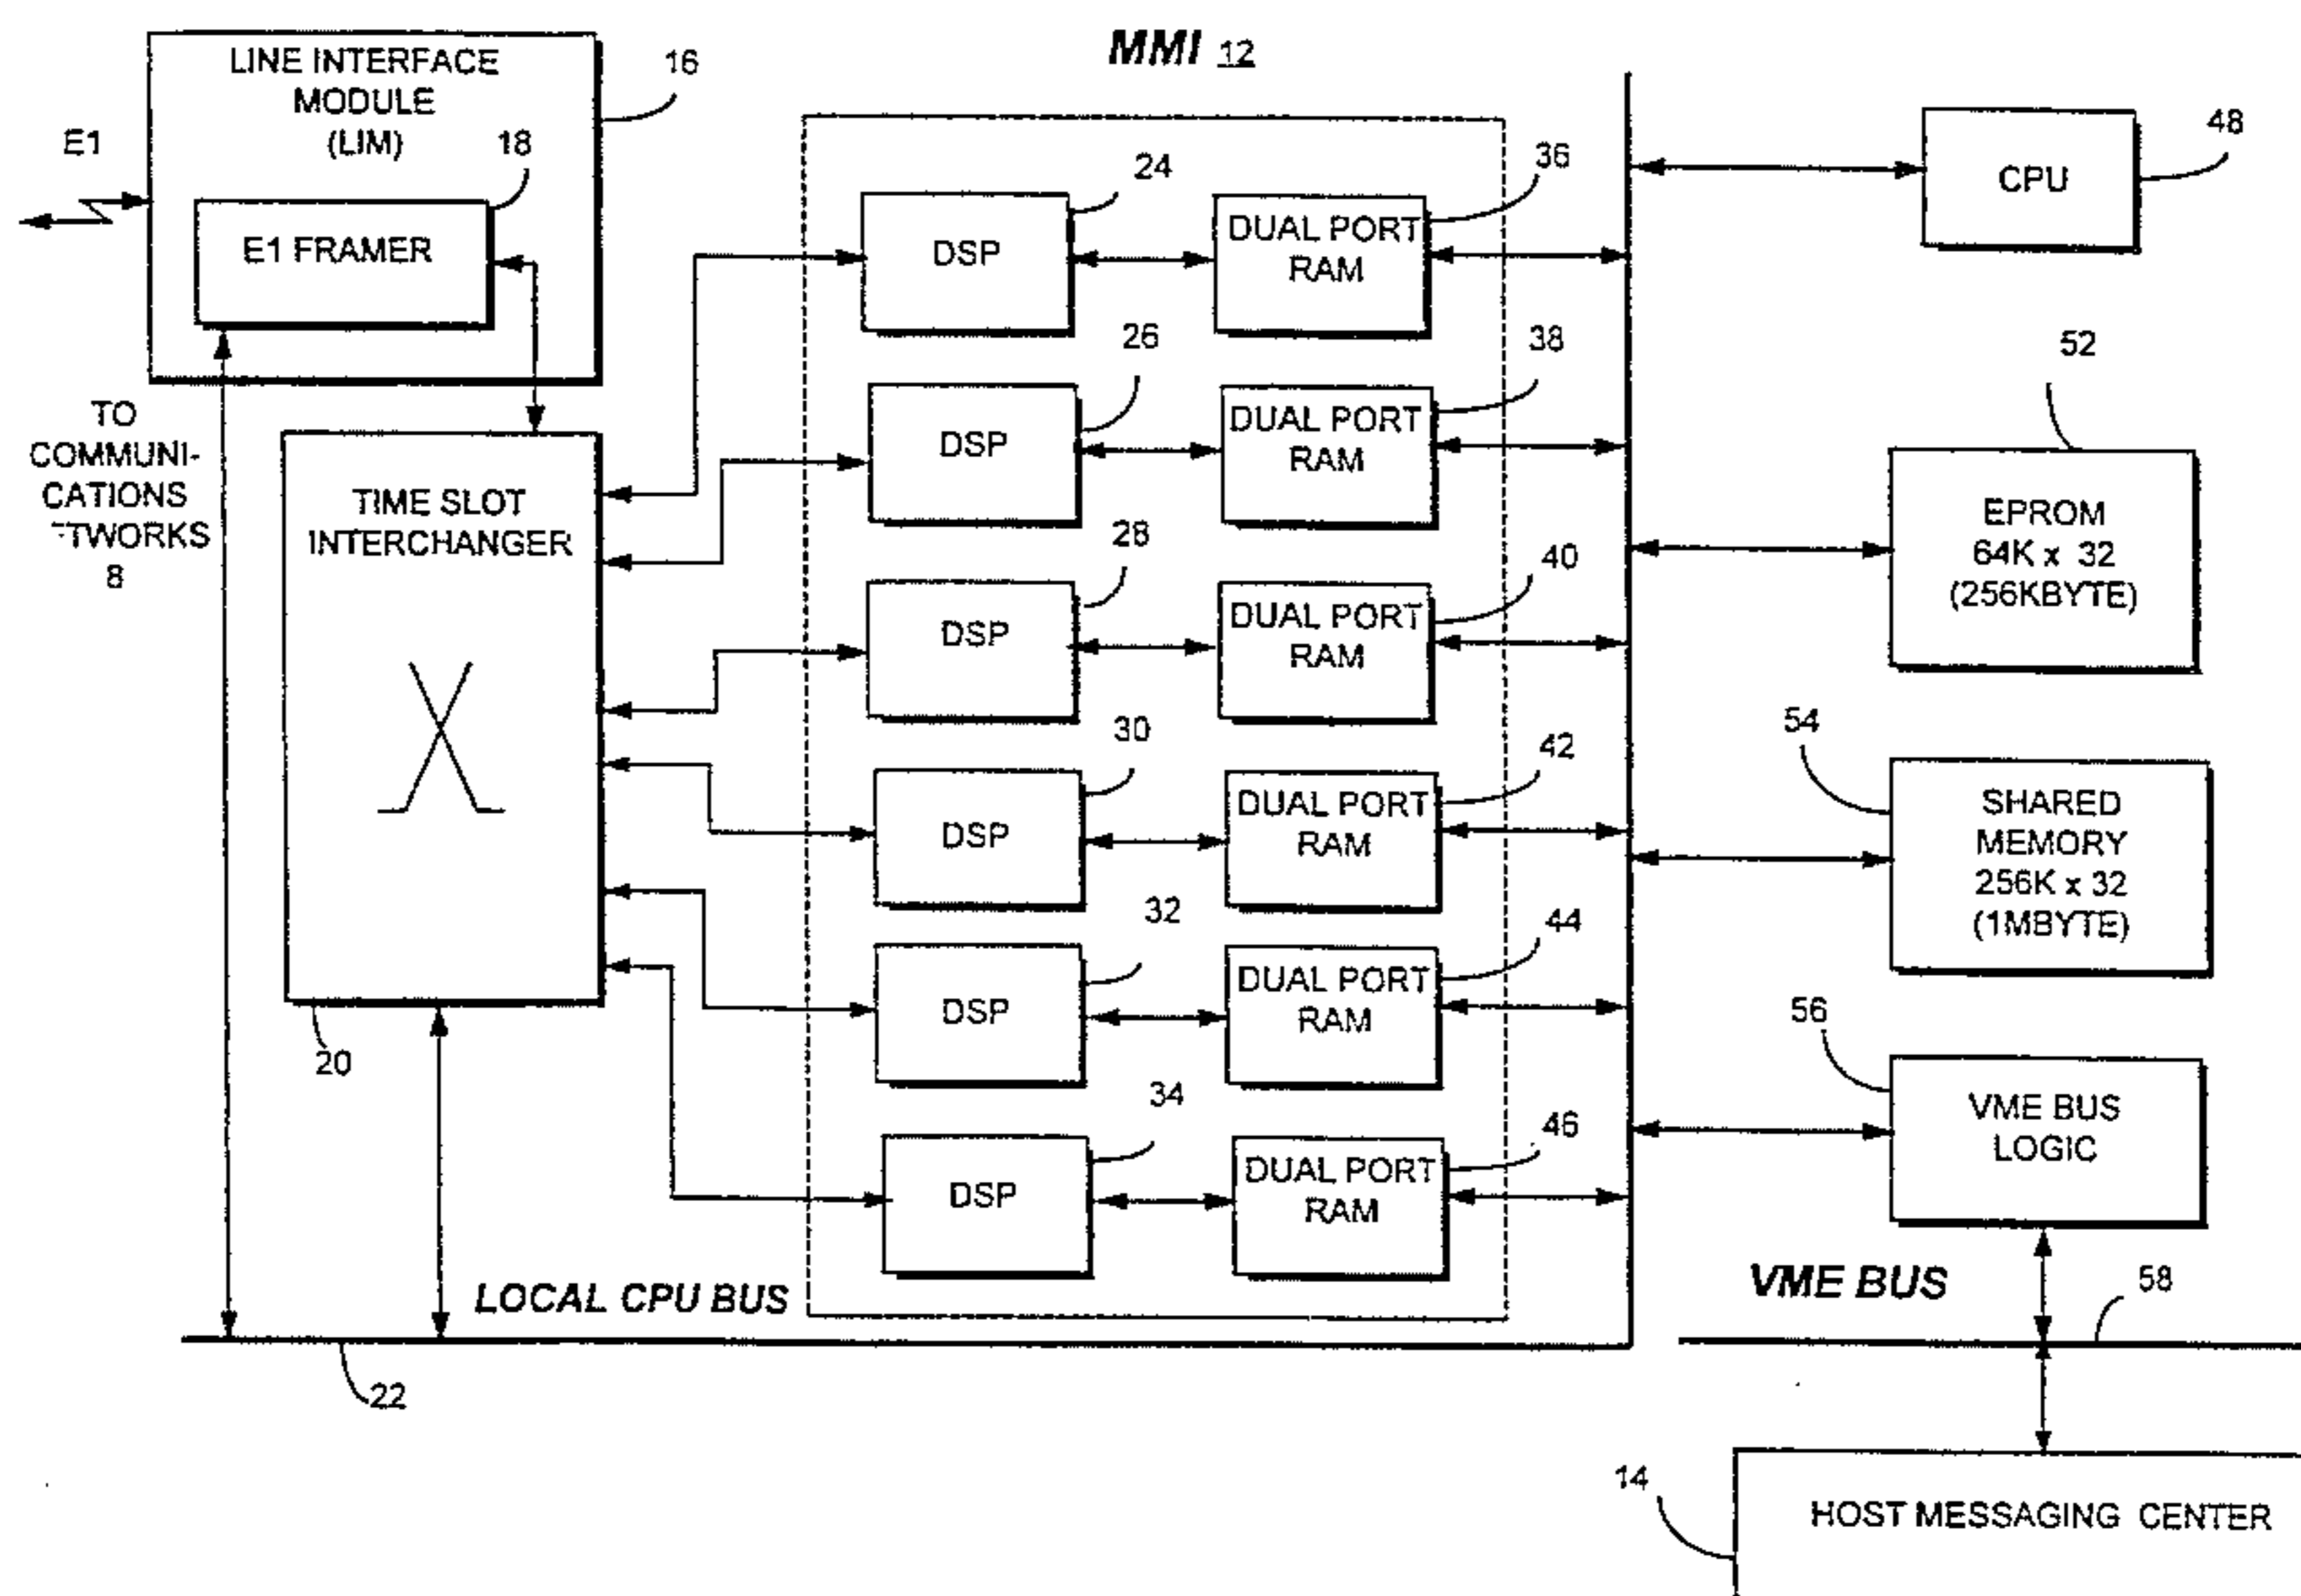 MMI 12
LINE INTERFACE
MODULE
(LIM)
16
E1
18
E1 FRAMER
TO
COMMUNI-
CATIONS
TWORKS
8
TIME SLOT
INTERCHANGER
20
24
DSP
36
DUAL PORT
RAM
26
DSP
38
DUAL PORT
RAM
28
DSP
40
DUAL PORT
RAM
30
DSP
42
DUAL PORT
RAM
32
DSP
44
DUAL PORT
RAM
34
DSP
46
DUAL PORT
RAM
48
CPU
52
EPROM
64K x 32
(256KBYTE)
54
SHARED
MEMORY
256K x 32
(1MBYTE)
56
VME BUS
LOGIC
LOCAL CPU BUS
22
VME BUS
58
14
HOST MESSAGING CENTER